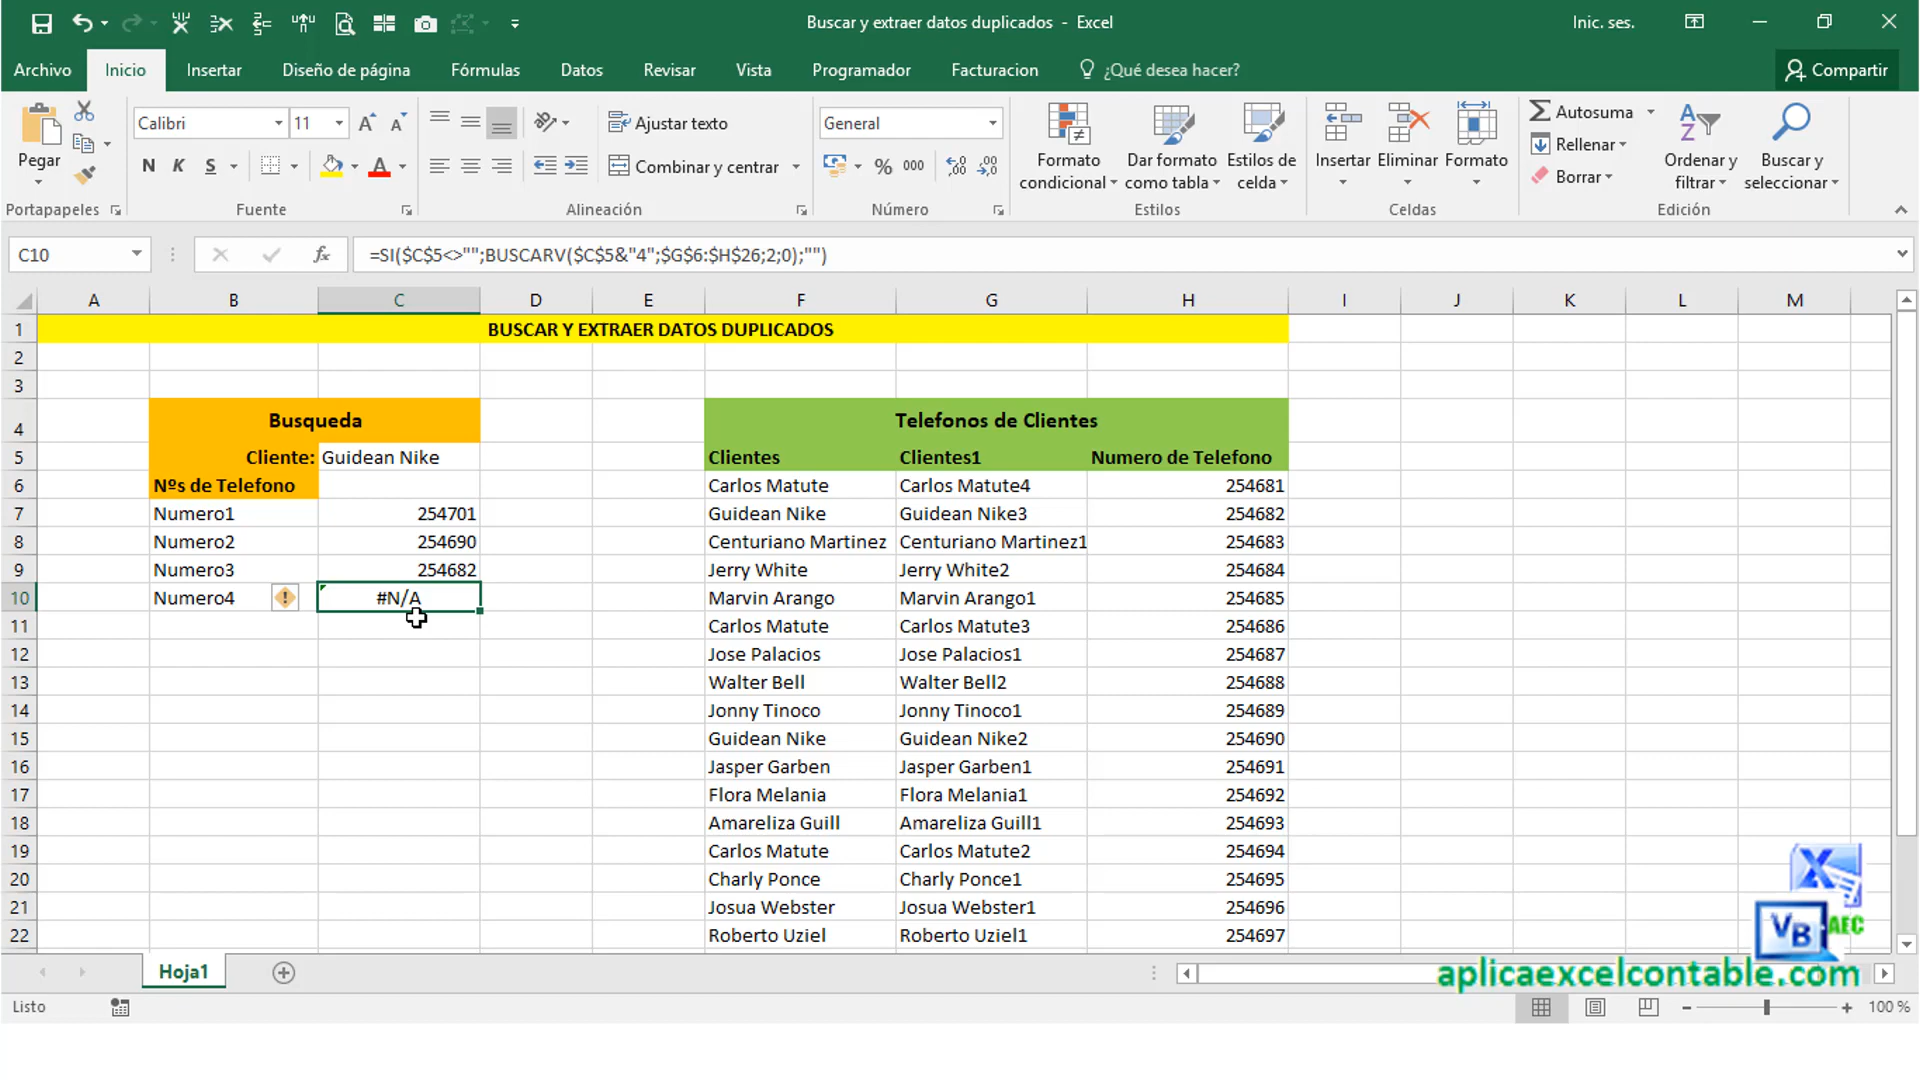 Buscar y extraer datos duplicados - Excel
Inic. ses.
Archivo Inicio Insertar Diseño de página Fórmulas Datos Revisar Vista Programador Facturacion ¿Qué desea hacer? Compartir
Pegar
Portapapeles
Calibri 11
N K S
Fuente
Ajustar texto
Combinar y centrar
Alineación
General
% 000
Número
Formato condicional
Dar formato como tabla
Estilos de celda
Estilos
Insertar Eliminar Formato
Celdas
Autosuma
Rellenar
Borrar
Ordenar y filtrar
Buscar y seleccionar
Edición
C10 fx =SI($C$5<>"";BUSCARV($C$5&"4";$G$6:$H$26;2;0);"")
A B C D E F G H I J K L M
1 BUSCAR Y EXTRAER DATOS DUPLICADOS
2
3
4 Busqueda Telefonos de Clientes
5 Cliente: Guidean Nike Clientes Clientes1 Numero de Telefono
6 Nºs de Telefono Carlos Matute Carlos Matute4 254681
7 Numero1 254701 Guidean Nike Guidean Nike3 254682
8 Numero2 254690 Centuriano Martinez Centuriano Martinez1 254683
9 Numero3 254682 Jerry White Jerry White2 254684
10 Numero4 #N/A Marvin Arango Marvin Arango1 254685
11 Carlos Matute Carlos Matute3 254686
12 Jose Palacios Jose Palacios1 254687
13 Walter Bell Walter Bell2 254688
14 Jonny Tinoco Jonny Tinoco1 254689
15 Guidean Nike Guidean Nike2 254690
16 Jasper Garben Jasper Garben1 254691
17 Flora Melania Flora Melania1 254692
18 Amareliza Guill Amareliza Guill1 254693
19 Carlos Matute Carlos Matute2 254694
20 Charly Ponce Charly Ponce1 254695
21 Josua Webster Josua Webster1 254696
22 Roberto Uziel Roberto Uziel1 254697
VB AEC
aplicaexcelcontable.com
Hoja1
Listo
100 %